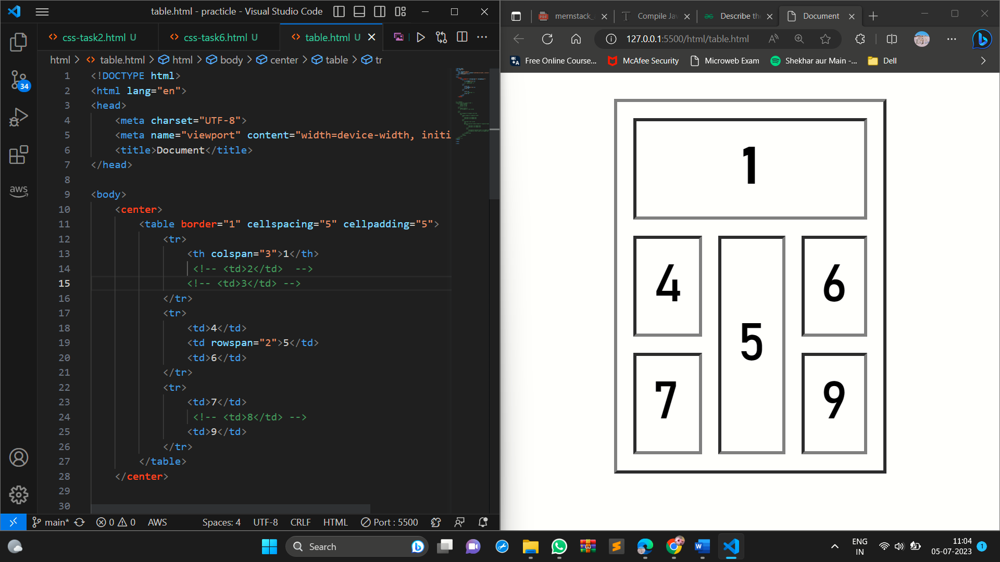 table.html - practicle - Visual Studio Code
css-task2.html U
css-task6.html U
table.html U
html > table.html > html > body > center > table > tr
1 <!DOCTYPE html>
2 <html lang="en">
3 <head>
4 <meta charset="UTF-8">
5 <meta name="viewport" content="width=device-width, initi
6 <title>Document</title>
7 </head>
8
9 <body>
10 <center>
11 <table border="1" cellspacing="5" cellpadding="5">
12 <tr>
13 <th colspan="3">1</th>
14 <!-- <td>2</td>  -->
15 <!-- <td>3</td> -->
16 </tr>
17 <tr>
18 <td>4</td>
19 <td rowspan="2">5</td>
20 <td>6</td>
21 </tr>
22 <tr>
23 <td>7</td>
24 <!-- <td>8</td> -->
25 <td>9</td>
26 </tr>
27 </table>
28 </center>
29
30
aws
34
main* 0 0 AWS Spaces: 4 UTF-8 CRLF HTML Port : 5500
mernstack_
Compile Jav
Describe the
Document
127.0.0.1:5500/html/table.html
Free Online Course...
McAfee Security
Microweb Exam
Shekhar aur Main -...
Dell
1
4
5
6
7
9
Search
ENG
IN
11:04
05-07-2023
1